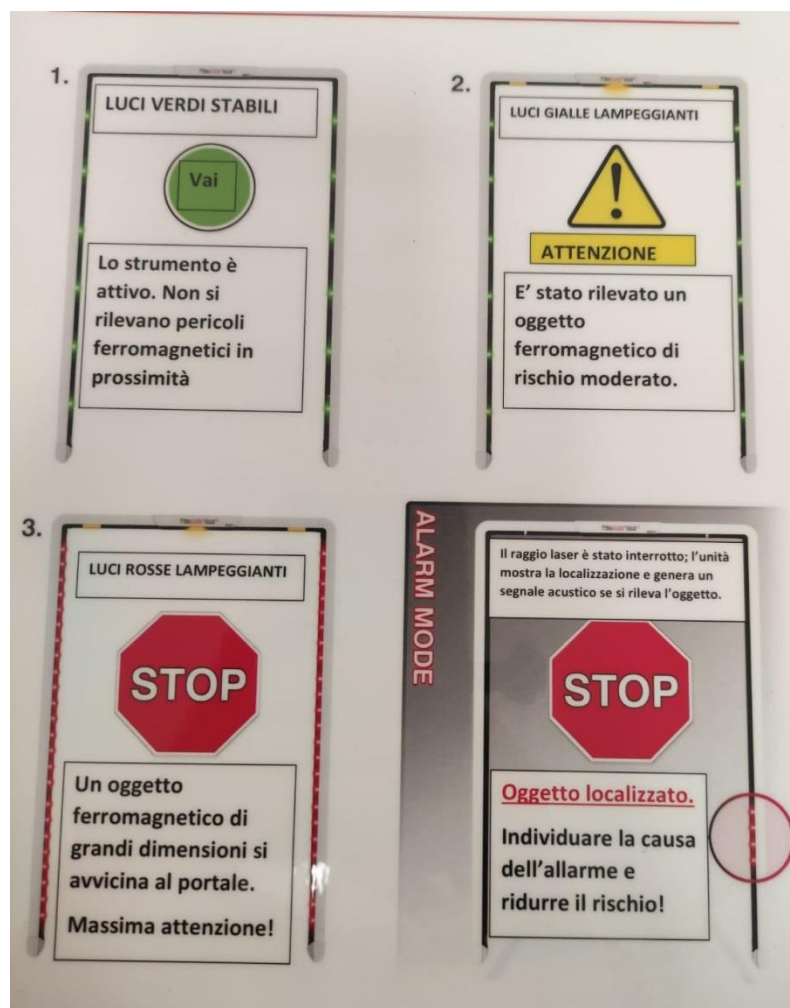 1.
LUCI VERDI STABILI
Vai
Lo strumento è
attivo. Non si
rilevano pericoli
ferromagnetici in
prossimità
2.
LUCI GIALLE LAMPEGGIANTI
!
ATTENZIONE
E' stato rilevato un
oggetto
ferromagnetico di
rischio moderato.
3.
LUCI ROSSE LAMPEGGIANTI
STOP
Un oggetto
ferromagnetico di
grandi dimensioni si
avvicina al portale.
Massima attenzione!
ALARM MODE
Il raggio laser è stato interrotto; l'unità
mostra la localizzazione e genera un
segnale acustico se si rileva l'oggetto.
STOP
Oggetto localizzato.
Individuare la causa
dell'allarme e
ridurre il rischio!